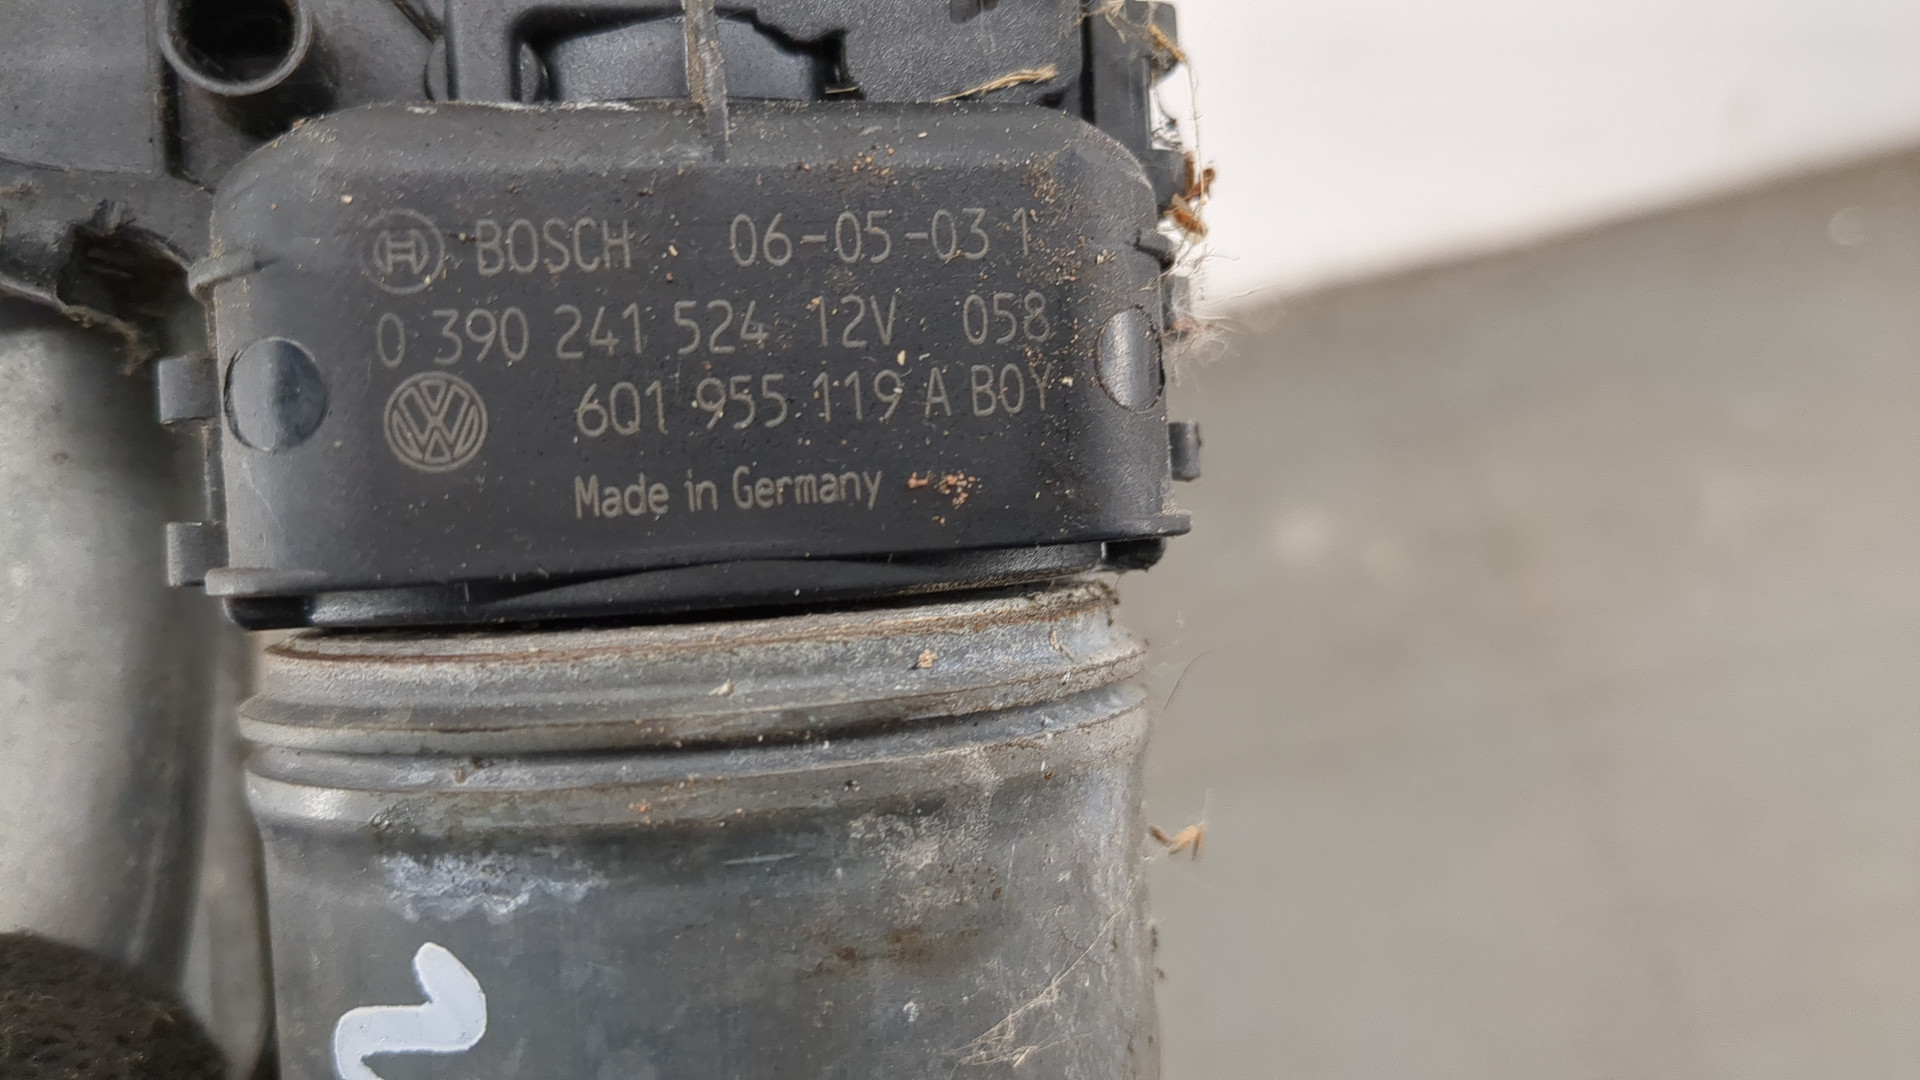 BOSCH 06-05-03 1
0 390 241 524 12V 058
6Q1 955 119 A B0Y
Made in Germany